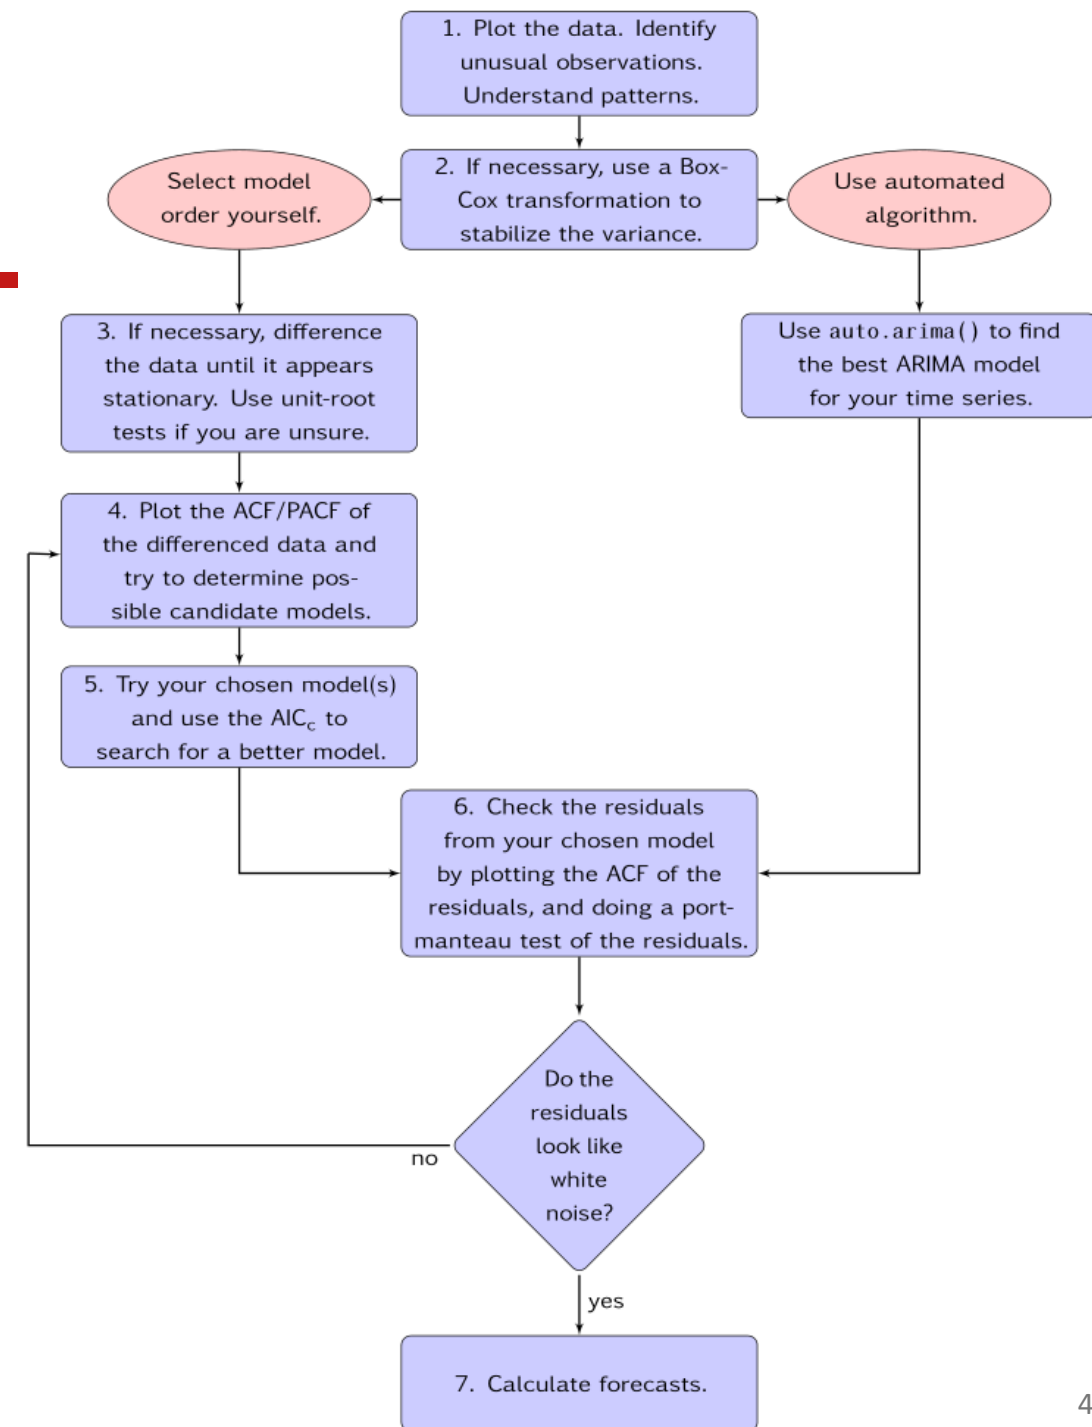 1. Plot the data. Identify
unusual observations.
Understand patterns.
Select model
order yourself.
2. If necessary, use a Box-
Cox transformation to
stabilize the variance.
Use automated
algorithm.
3. If necessary, difference
the data until it appears
stationary. Use unit-root
tests if you are unsure.
Use auto.arima() to find
the best ARIMA model
for your time series.
4. Plot the ACF/PACF of
the differenced data and
try to determine pos-
sible candidate models.
5. Try your chosen model(s)
and use the AICc to
search for a better model.
6. Check the residuals
from your chosen model
by plotting the ACF of the
residuals, and doing a port-
manteau test of the residuals.
Do the
residuals
look like
white
noise?
no
yes
7. Calculate forecasts.
4